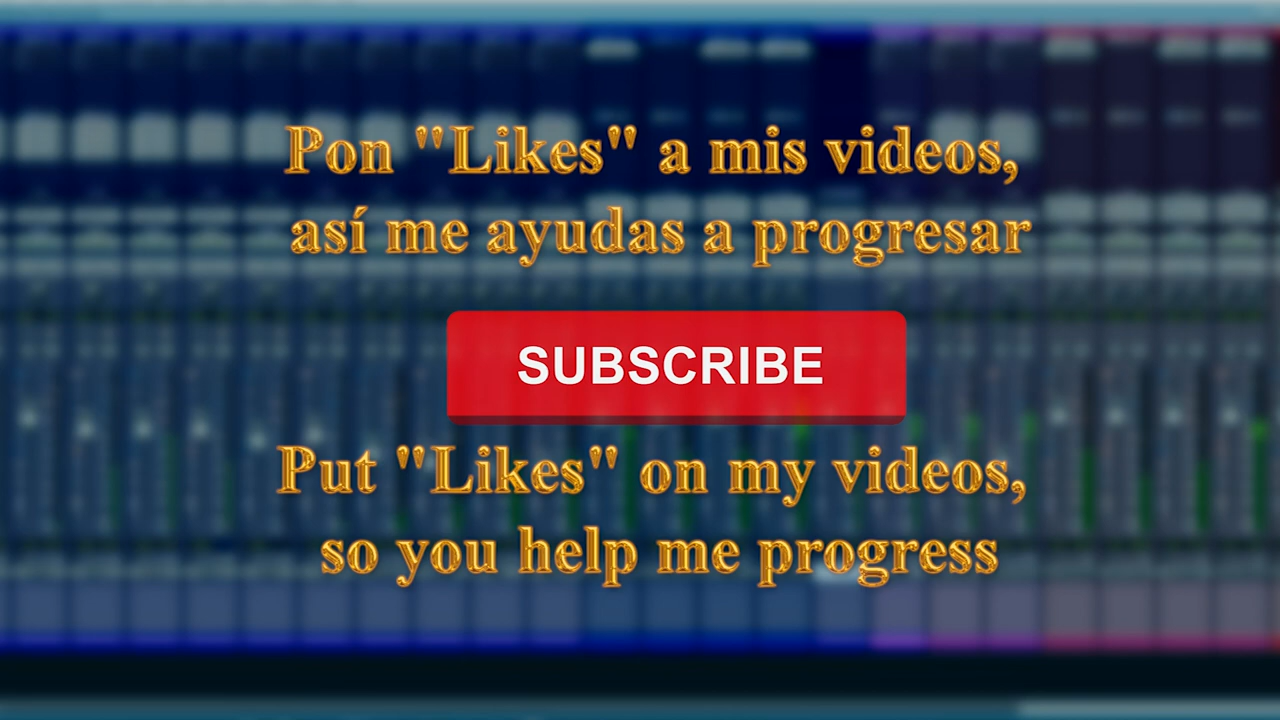 Pon "Likes" a mis videos,
así me ayudas a progresar
SUBSCRIBE
Put "Likes" on my videos,
so you help me progress